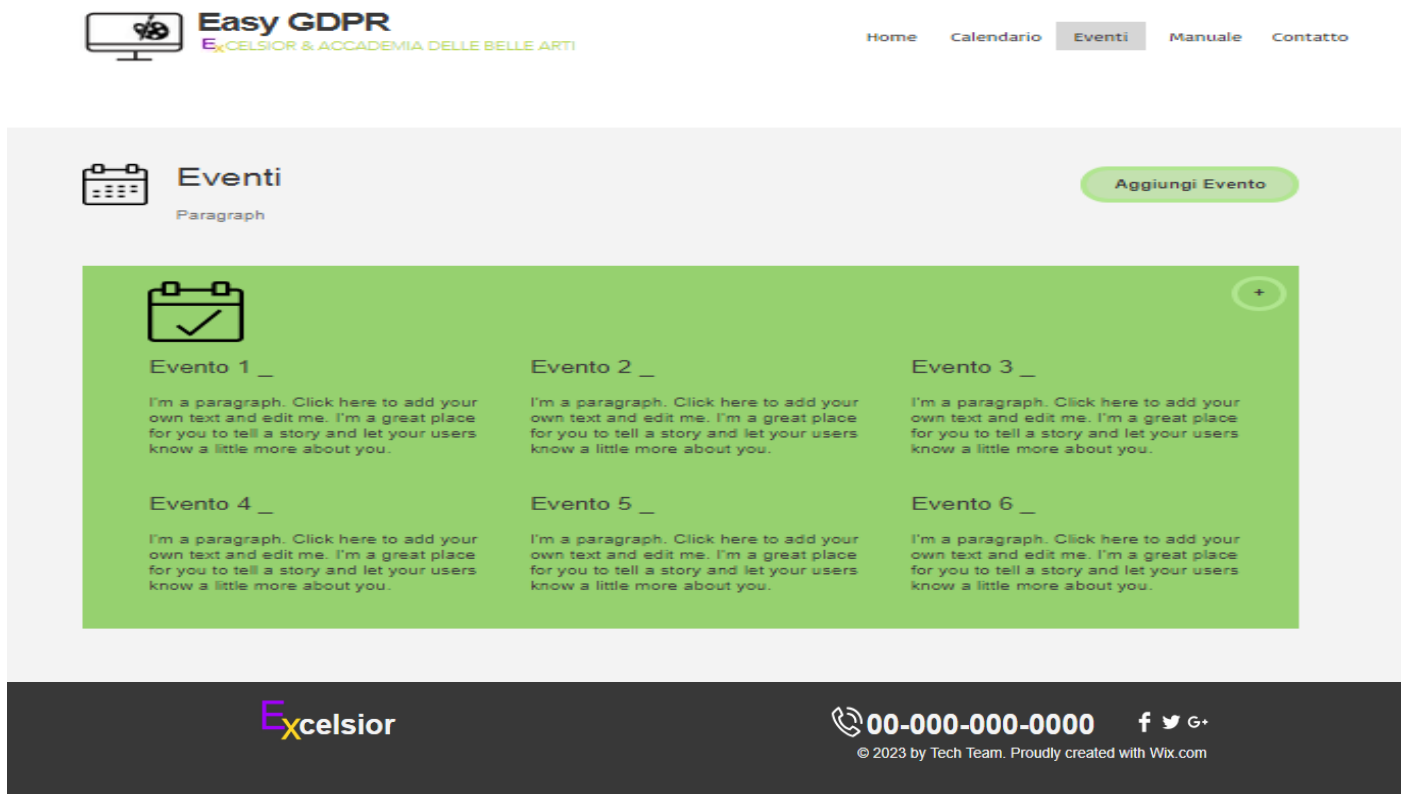 Easy GDPR
ExCELSIOR & ACCADEMIA DELLE BELLE ARTI
Home Calendario Eventi Manuale Contatto
Eventi
Aggiungi Evento
Paragraph
+
Evento 1 _
I'm a paragraph. Click here to add your
own text and edit me. I'm a great place
for you to tell a story and let your users
know a little more about you.
Evento 2 _
I'm a paragraph. Click here to add your
own text and edit me. I'm a great place
for you to tell a story and let your users
know a little more about you.
Evento 3 _
I'm a paragraph. Click here to add your
own text and edit me. I'm a great place
for you to tell a story and let your users
know a little more about you.
Evento 4 _
I'm a paragraph. Click here to add your
own text and edit me. I'm a great place
for you to tell a story and let your users
know a little more about you.
Evento 5 _
I'm a paragraph. Click here to add your
own text and edit me. I'm a great place
for you to tell a story and let your users
know a little more about you.
Evento 6 _
I'm a paragraph. Click here to add your
own text and edit me. I'm a great place
for you to tell a story and let your users
know a little more about you.
Excelsior
00-000-000-0000
f G+
© 2023 by Tech Team. Proudly created with Wix.com